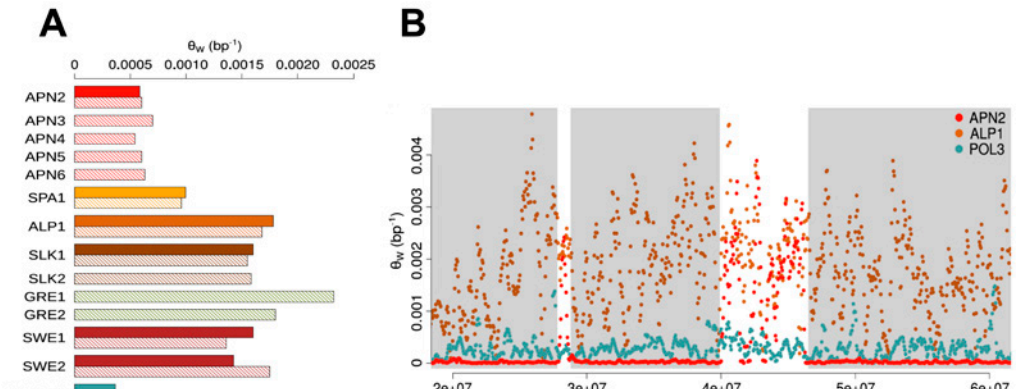 A
θw (bp-1)
0 0.0005 0.0010 0.0015 0.0020 0.0025
APN2
APN3
APN4
APN5
APN6
SPA1
ALP1
SLK1
SLK2
GRE1
GRE2
SWE1
SWE2
B
APN2
ALP1
POL3
θw (bp-1)
0.004
0.003
0.002
0.001
0
2e+07 3e+07 4e+07 5e+07 6e+07